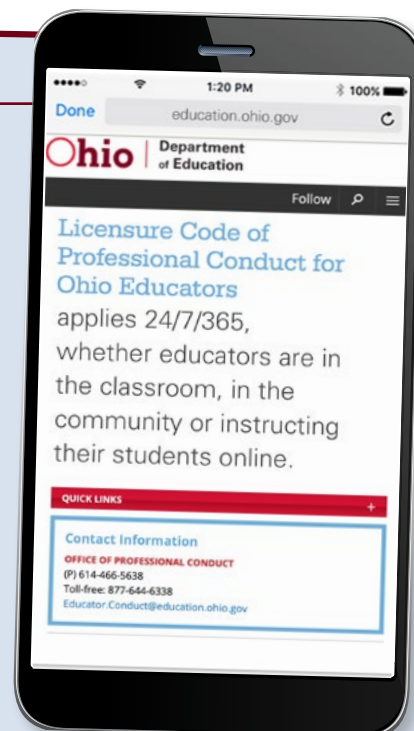 1:20 PM
100%
Done
education.ohio.gov
Ohio
Department
of Education
Follow
Licensure Code of
Professional Conduct for
Ohio Educators
applies 24/7/365,
whether educators are in
the classroom, in the
community or instructing
their students online.
QUICK LINKS +
Contact Information
OFFICE OF PROFESSIONAL CONDUCT
(P) 614-466-5638
Toll-free: 877-644-6338
Educator.Conduct@education.ohio.gov